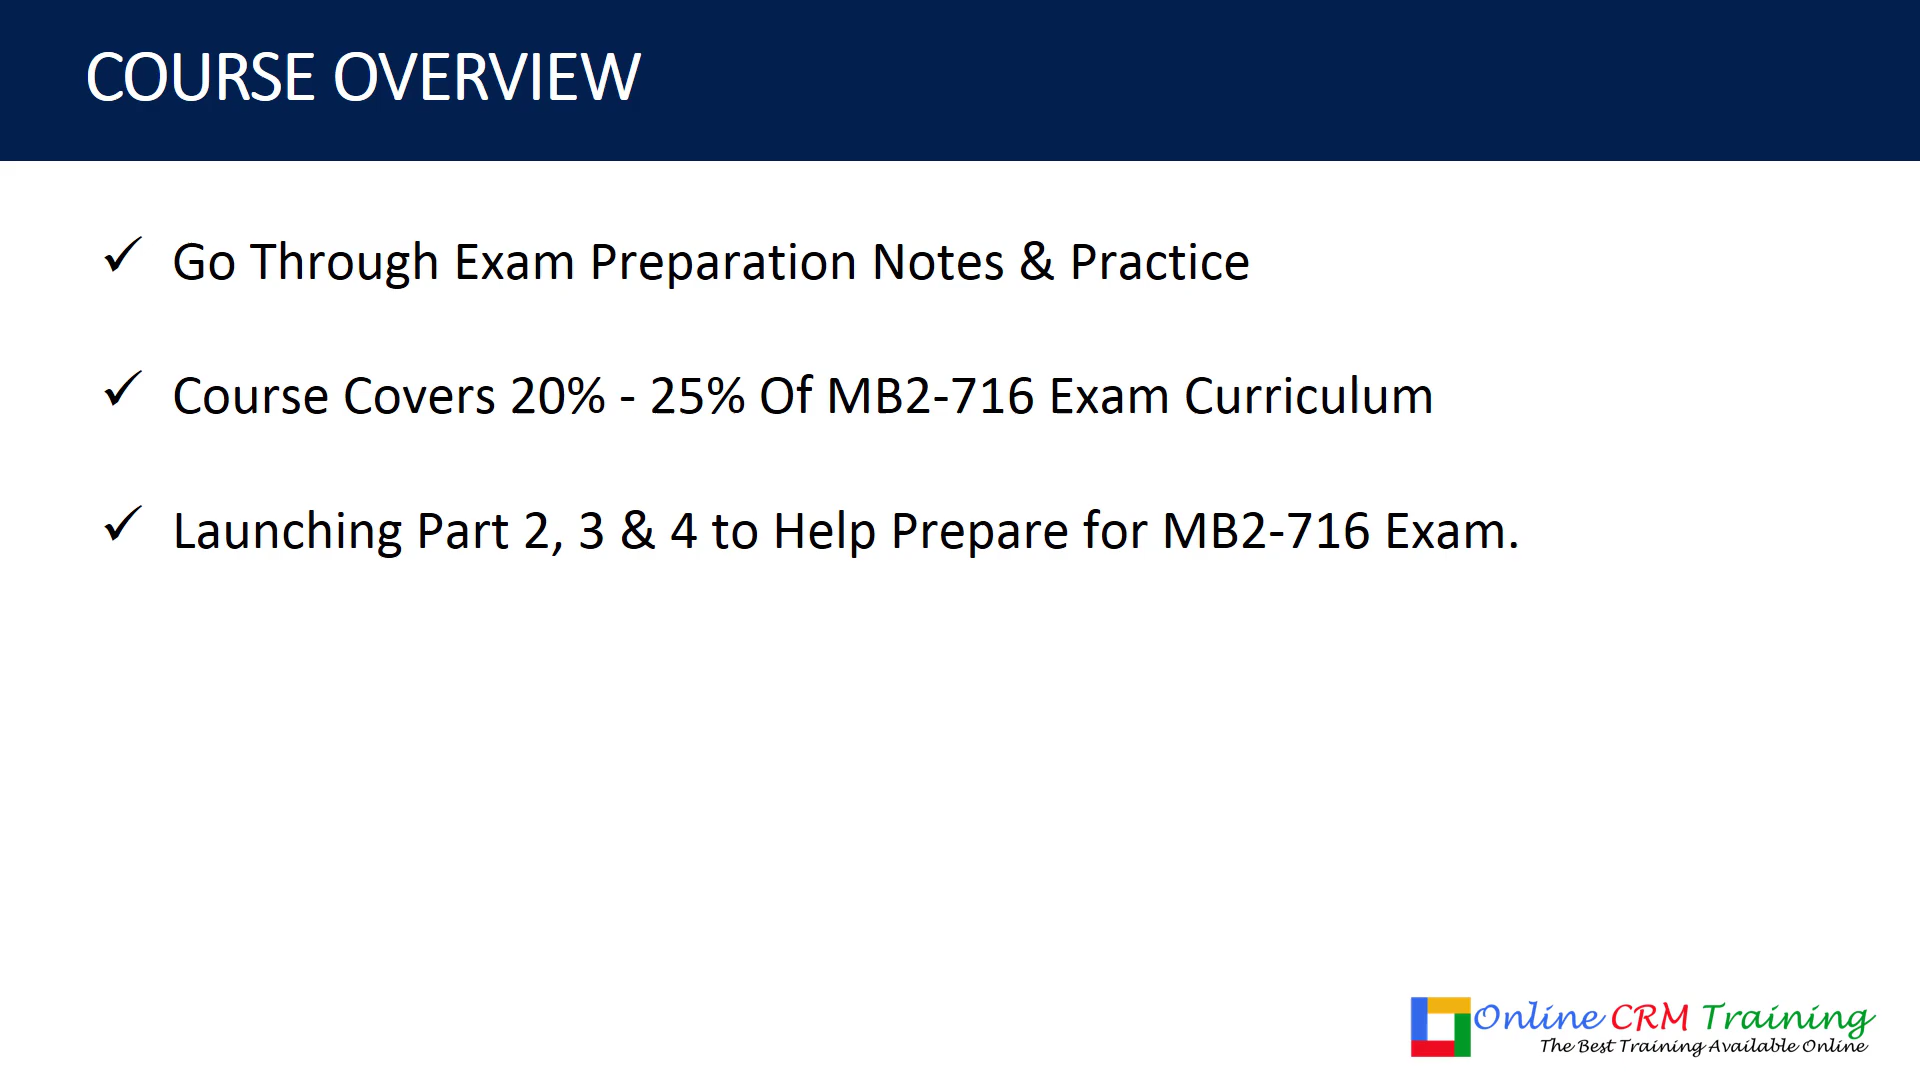 COURSE OVERVIEW
✓ Go Through Exam Preparation Notes & Practice
✓ Course Covers 20% - 25% Of MB2-716 Exam Curriculum
✓ Launching Part 2, 3 & 4 to Help Prepare for MB2-716 Exam.
Online CRM Training
The Best Training Available Online